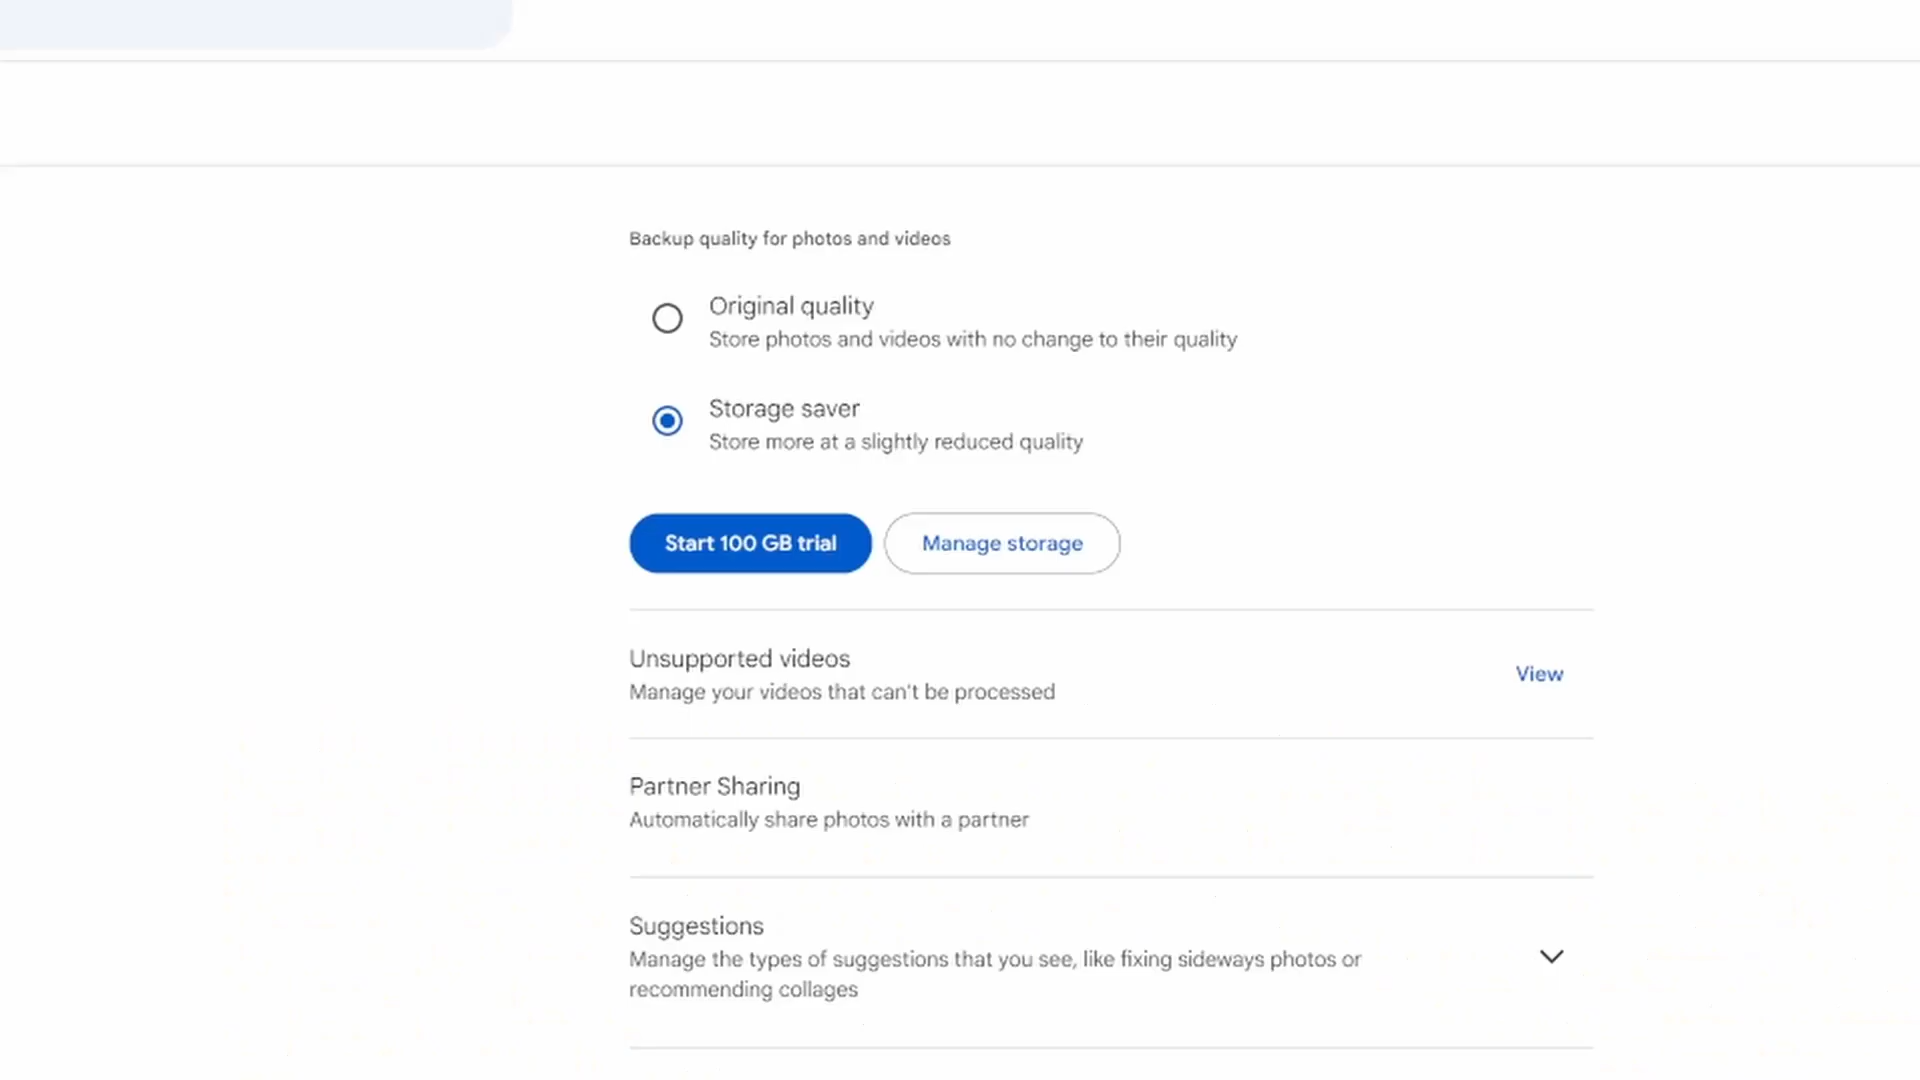 Backup quality for photos and videos
Original quality
Store photos and videos with no change to their quality
Storage saver
Store more at a slightly reduced quality
Start 100 GB trial
Manage storage
Unsupported videos
Manage your videos that can't be processed
View
Partner Sharing
Automatically share photos with a partner
Suggestions
Manage the types of suggestions that you see, like fixing sideways photos or
recommending collages